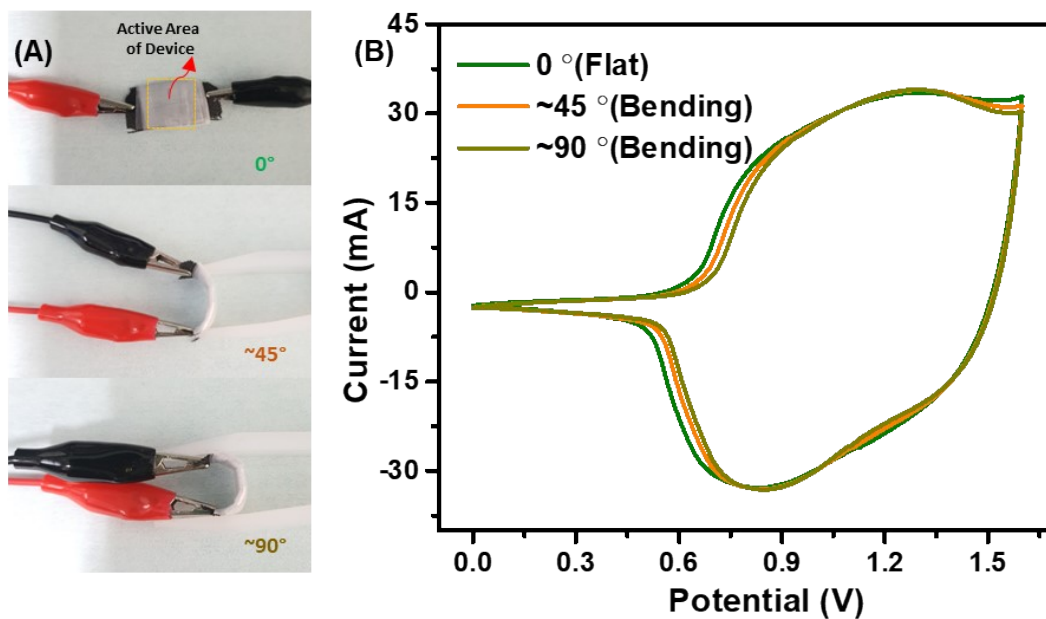 (A)
Active Area
of Device
0°
~45°
~90°
(B)
0 °(Flat)
~45 °(Bending)
~90 °(Bending)
Current (mA)
45
30
15
0
-15
-30
0.0 0.3 0.6 0.9 1.2 1.5
Potential (V)